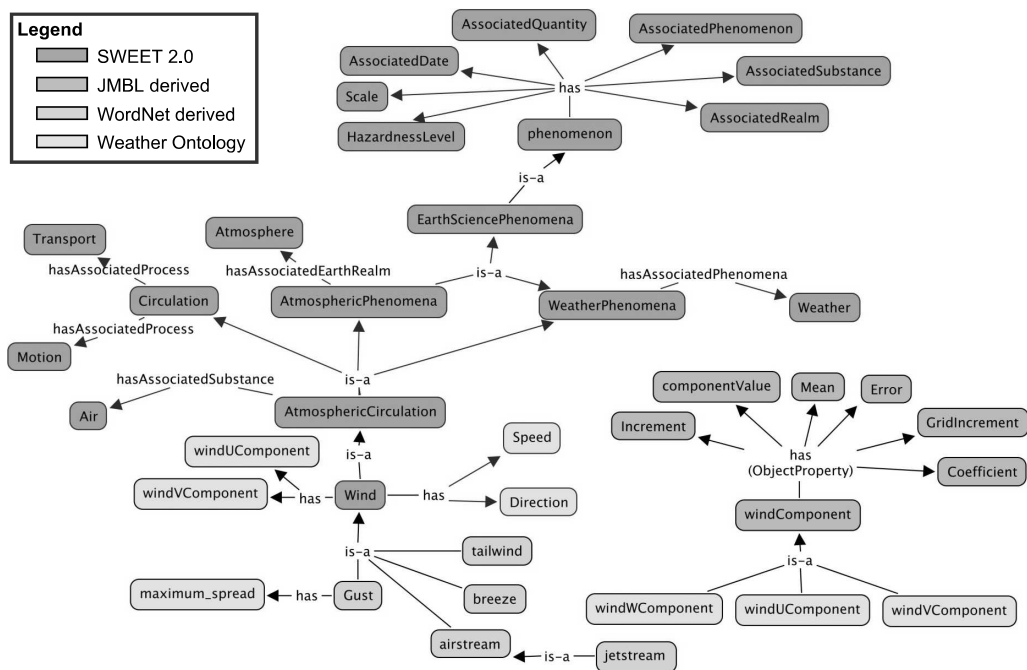 Legend
SWEET 2.0
JMBL derived
WordNet derived
Weather Ontology
AssociatedQuantity
AssociatedPhenomenon
AssociatedDate
AssociatedSubstance
Scale
has
AssociatedRealm
HazardnessLevel
phenomenon
is-a
EarthSciencePhenomena
Transport
Atmosphere
hasAssociatedProcess
hasAssociatedEarthRealm
is-a
hasAssociatedPhenomena
Circulation
AtmosphericPhenomena
WeatherPhenomena
Weather
hasAssociatedProcess
Motion
hasAssociatedSubstance
is-a
Air
AtmosphericCirculation
componentValue
Mean
Error
Increment
GridIncrement
has
(ObjectProperty)
Coefficient
windUComponent
is-a
Speed
windVComponent
has
Wind
has
Direction
windComponent
is-a
tailwind
is-a
maximum_spread
has
Gust
breeze
windWComponent
windUComponent
windVComponent
airstream
is-a
jetstream